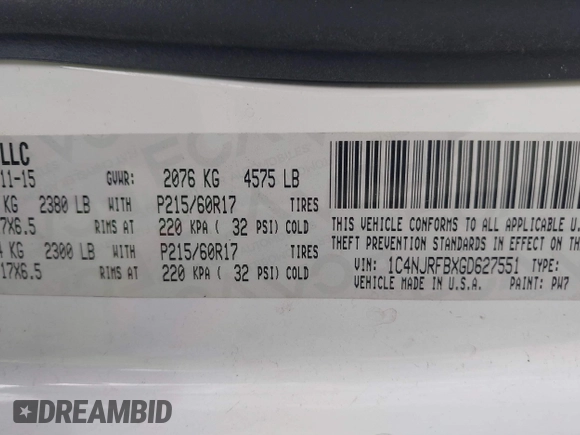 LLC
11-15 GVWR: 2076 KG 4575 LB
KG 2380 LB WITH P215/60R17 TIRES
17X6.5 RIMS AT 220 KPA ( 32 PSI) COLD
KG 2300 LB WITH P215/60R17 TIRES
17X6.5 RIMS AT 220 KPA ( 32 PSI) COLD
THIS VEHICLE CONFORMS TO ALL APPLICABLE U.
THEFT PREVENTION STANDARDS IN EFFECT ON THE
VIN: 1C4NJRFBXGD627551 TYPE:
VEHICLE MADE IN U.S.A. PAINT: PW7
DREAMBID